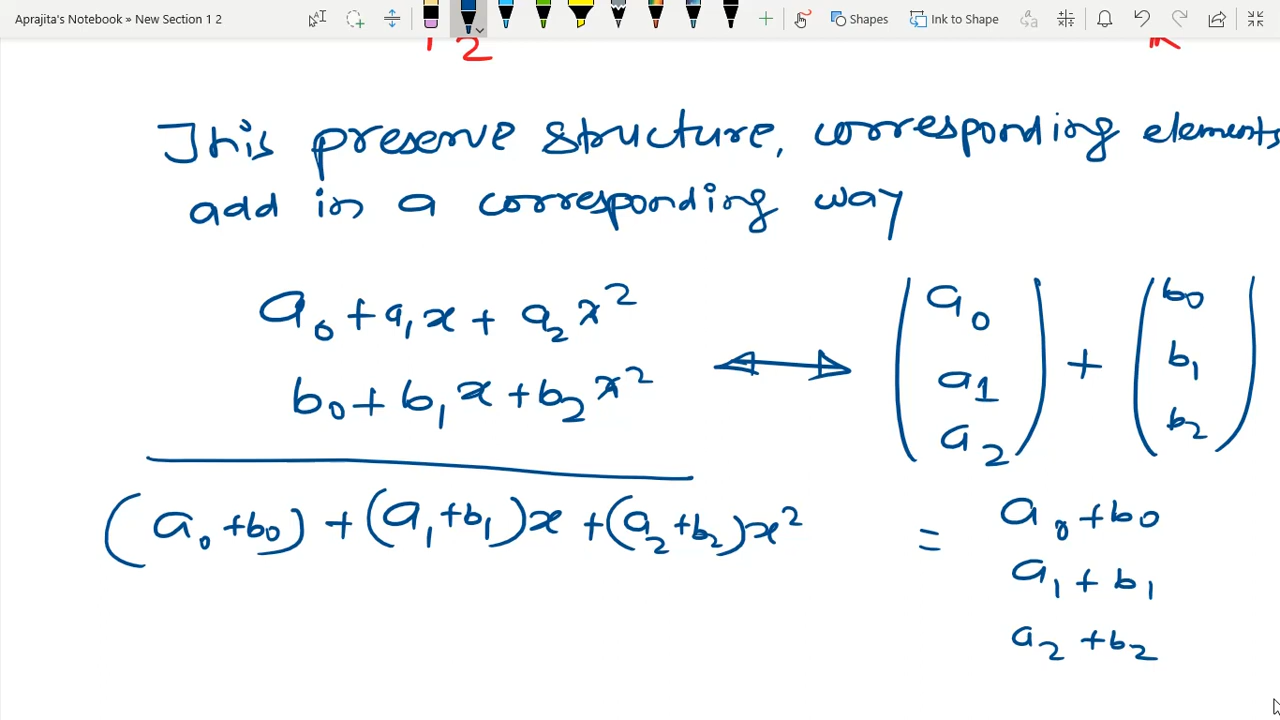 Aprajita's Notebook » New Section 1 2
Shapes
Ink to Shape
2
This preserve structure, corresponding elements
add in a corresponding way
a₀ + a₁x + a₂x²
b₀ + b₁x + b₂x²
(a₀ + b₀) + (a₁ + b₁)x + (a₂ + b₂)x²
↔
a₀
a₁
a₂
+
b₀
b₁
b₂
=
a₀ + b₀
a₁ + b₁
a₂ + b₂